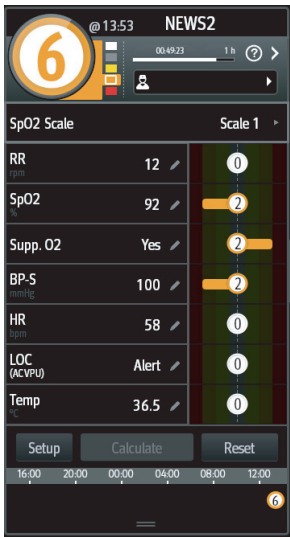 @ 13:53 NEWS2
6
00:49:23 1 h ?
SpO2 Scale Scale 1
RR 12 0
rpm
SpO2 92 2
%
Supp. O2 Yes 2
BP-S 100 2
mmHg
HR 58 0
bpm
LOC Alert 0
(ACVPU)
Temp 36.5 0
°C
Setup Calculate Reset
16:00 20:00 00:00 04:00 08:00 12:00
6